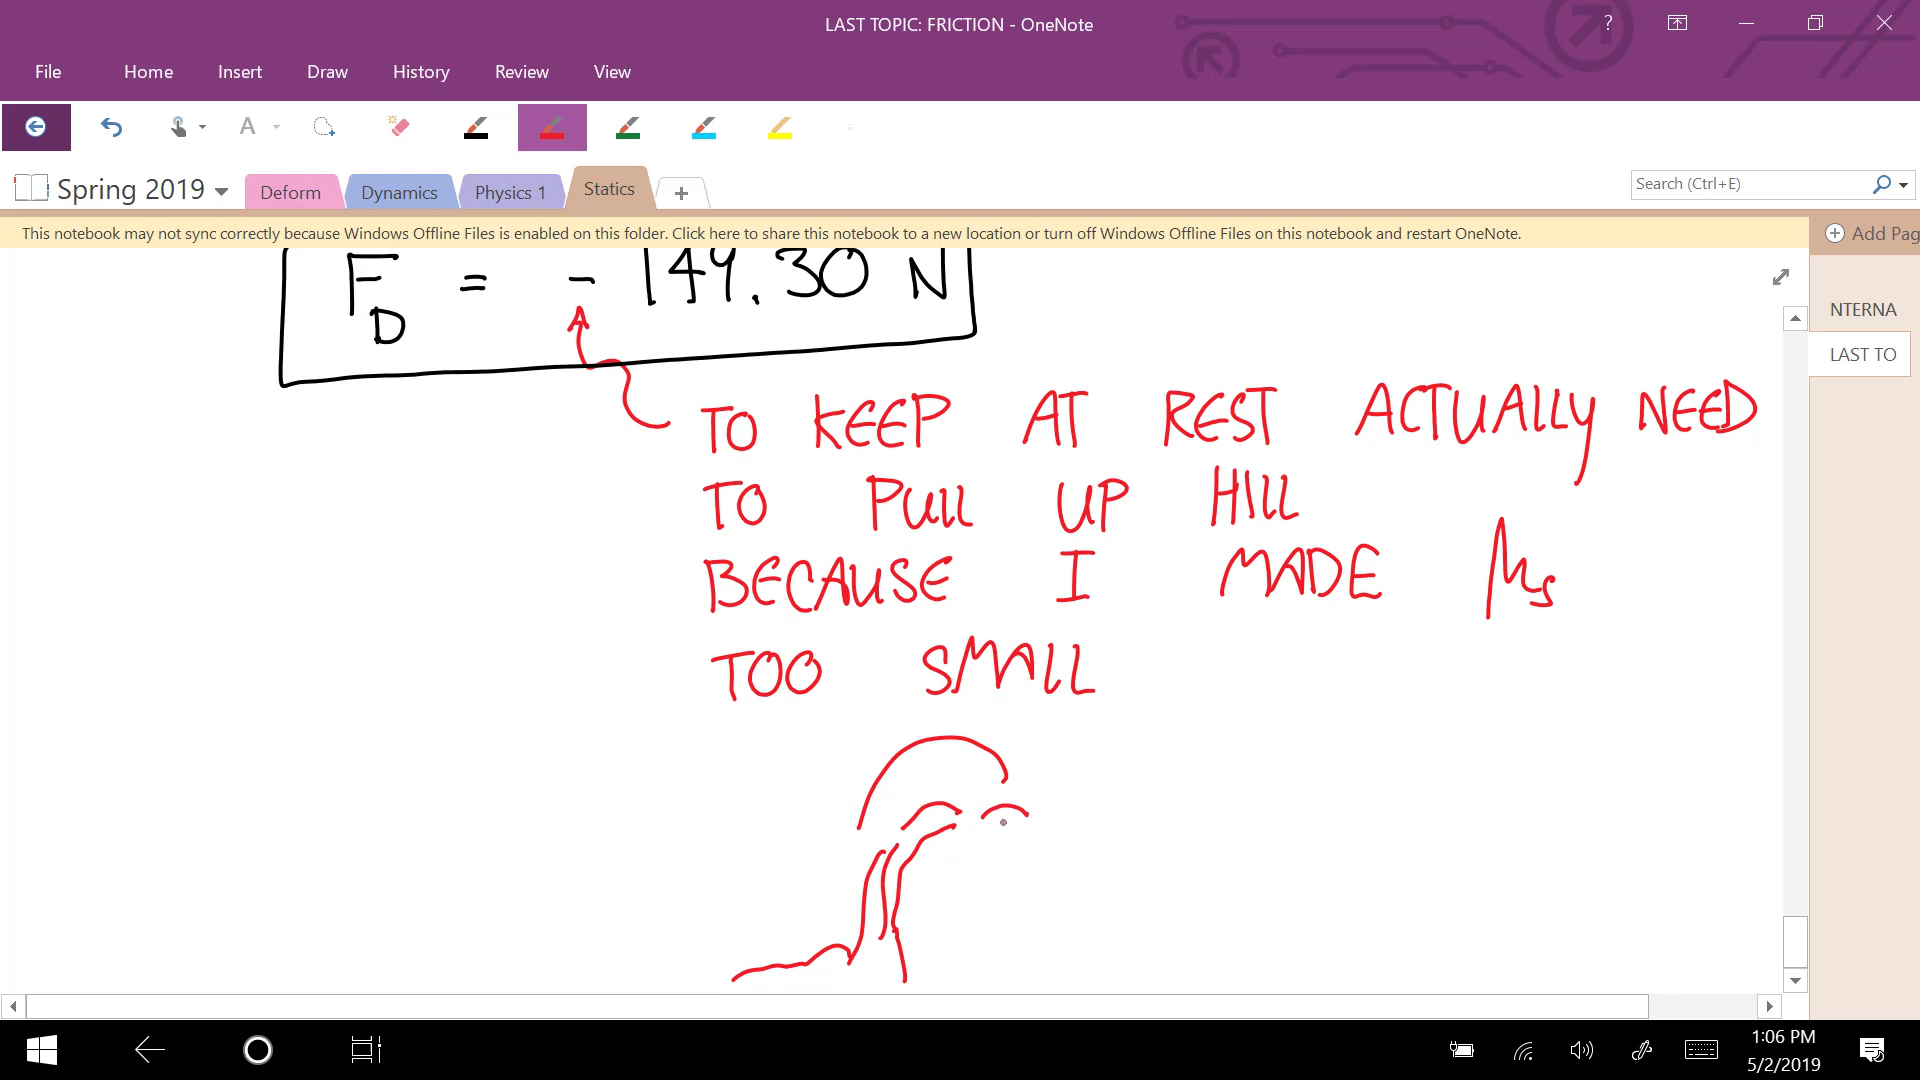 LAST TOPIC: FRICTION - OneNote
?
File Home Insert Draw History Review View
A
Spring 2019 Deform Dynamics Physics 1 Statics +
Search (Ctrl+E)
This notebook may not sync correctly because Windows Offline Files is enabled on this folder. Click here to share this notebook to a new location or turn off Windows Offline Files on this notebook and restart OneNote.
Add Pag
NTERNA
LAST TO
F_D = - 149.30 N
TO KEEP AT REST ACTUALLY NEED
TO PULL UP HILL
BECAUSE I MADE μs
TOO SMALL
1:06 PM
5/2/2019